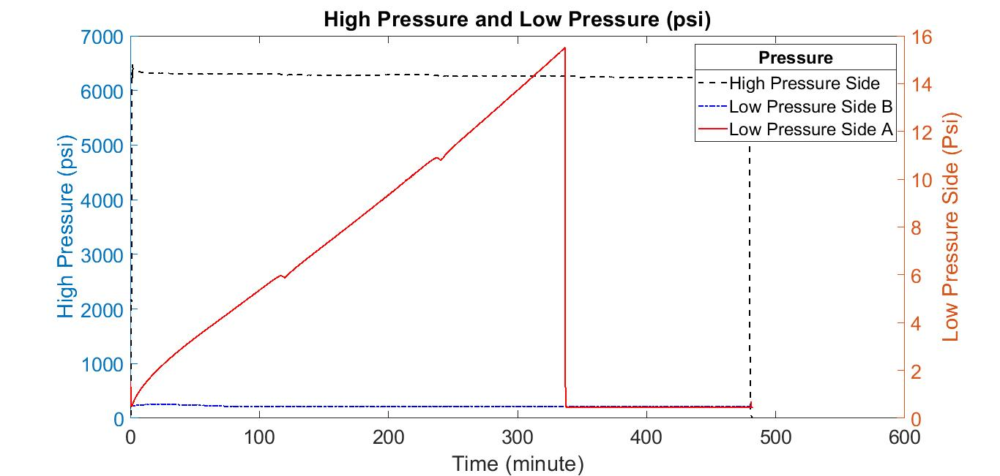 High Pressure and Low Pressure (psi)
High Pressure (psi)
7000
6000
5000
4000
3000
2000
1000
0
Pressure
High Pressure Side
Low Pressure Side B
Low Pressure Side A
16
14
12
10
8
6
4
2
0
Low Pressure Side (Psi)
0 100 200 300 400 500 600
Time (minute)